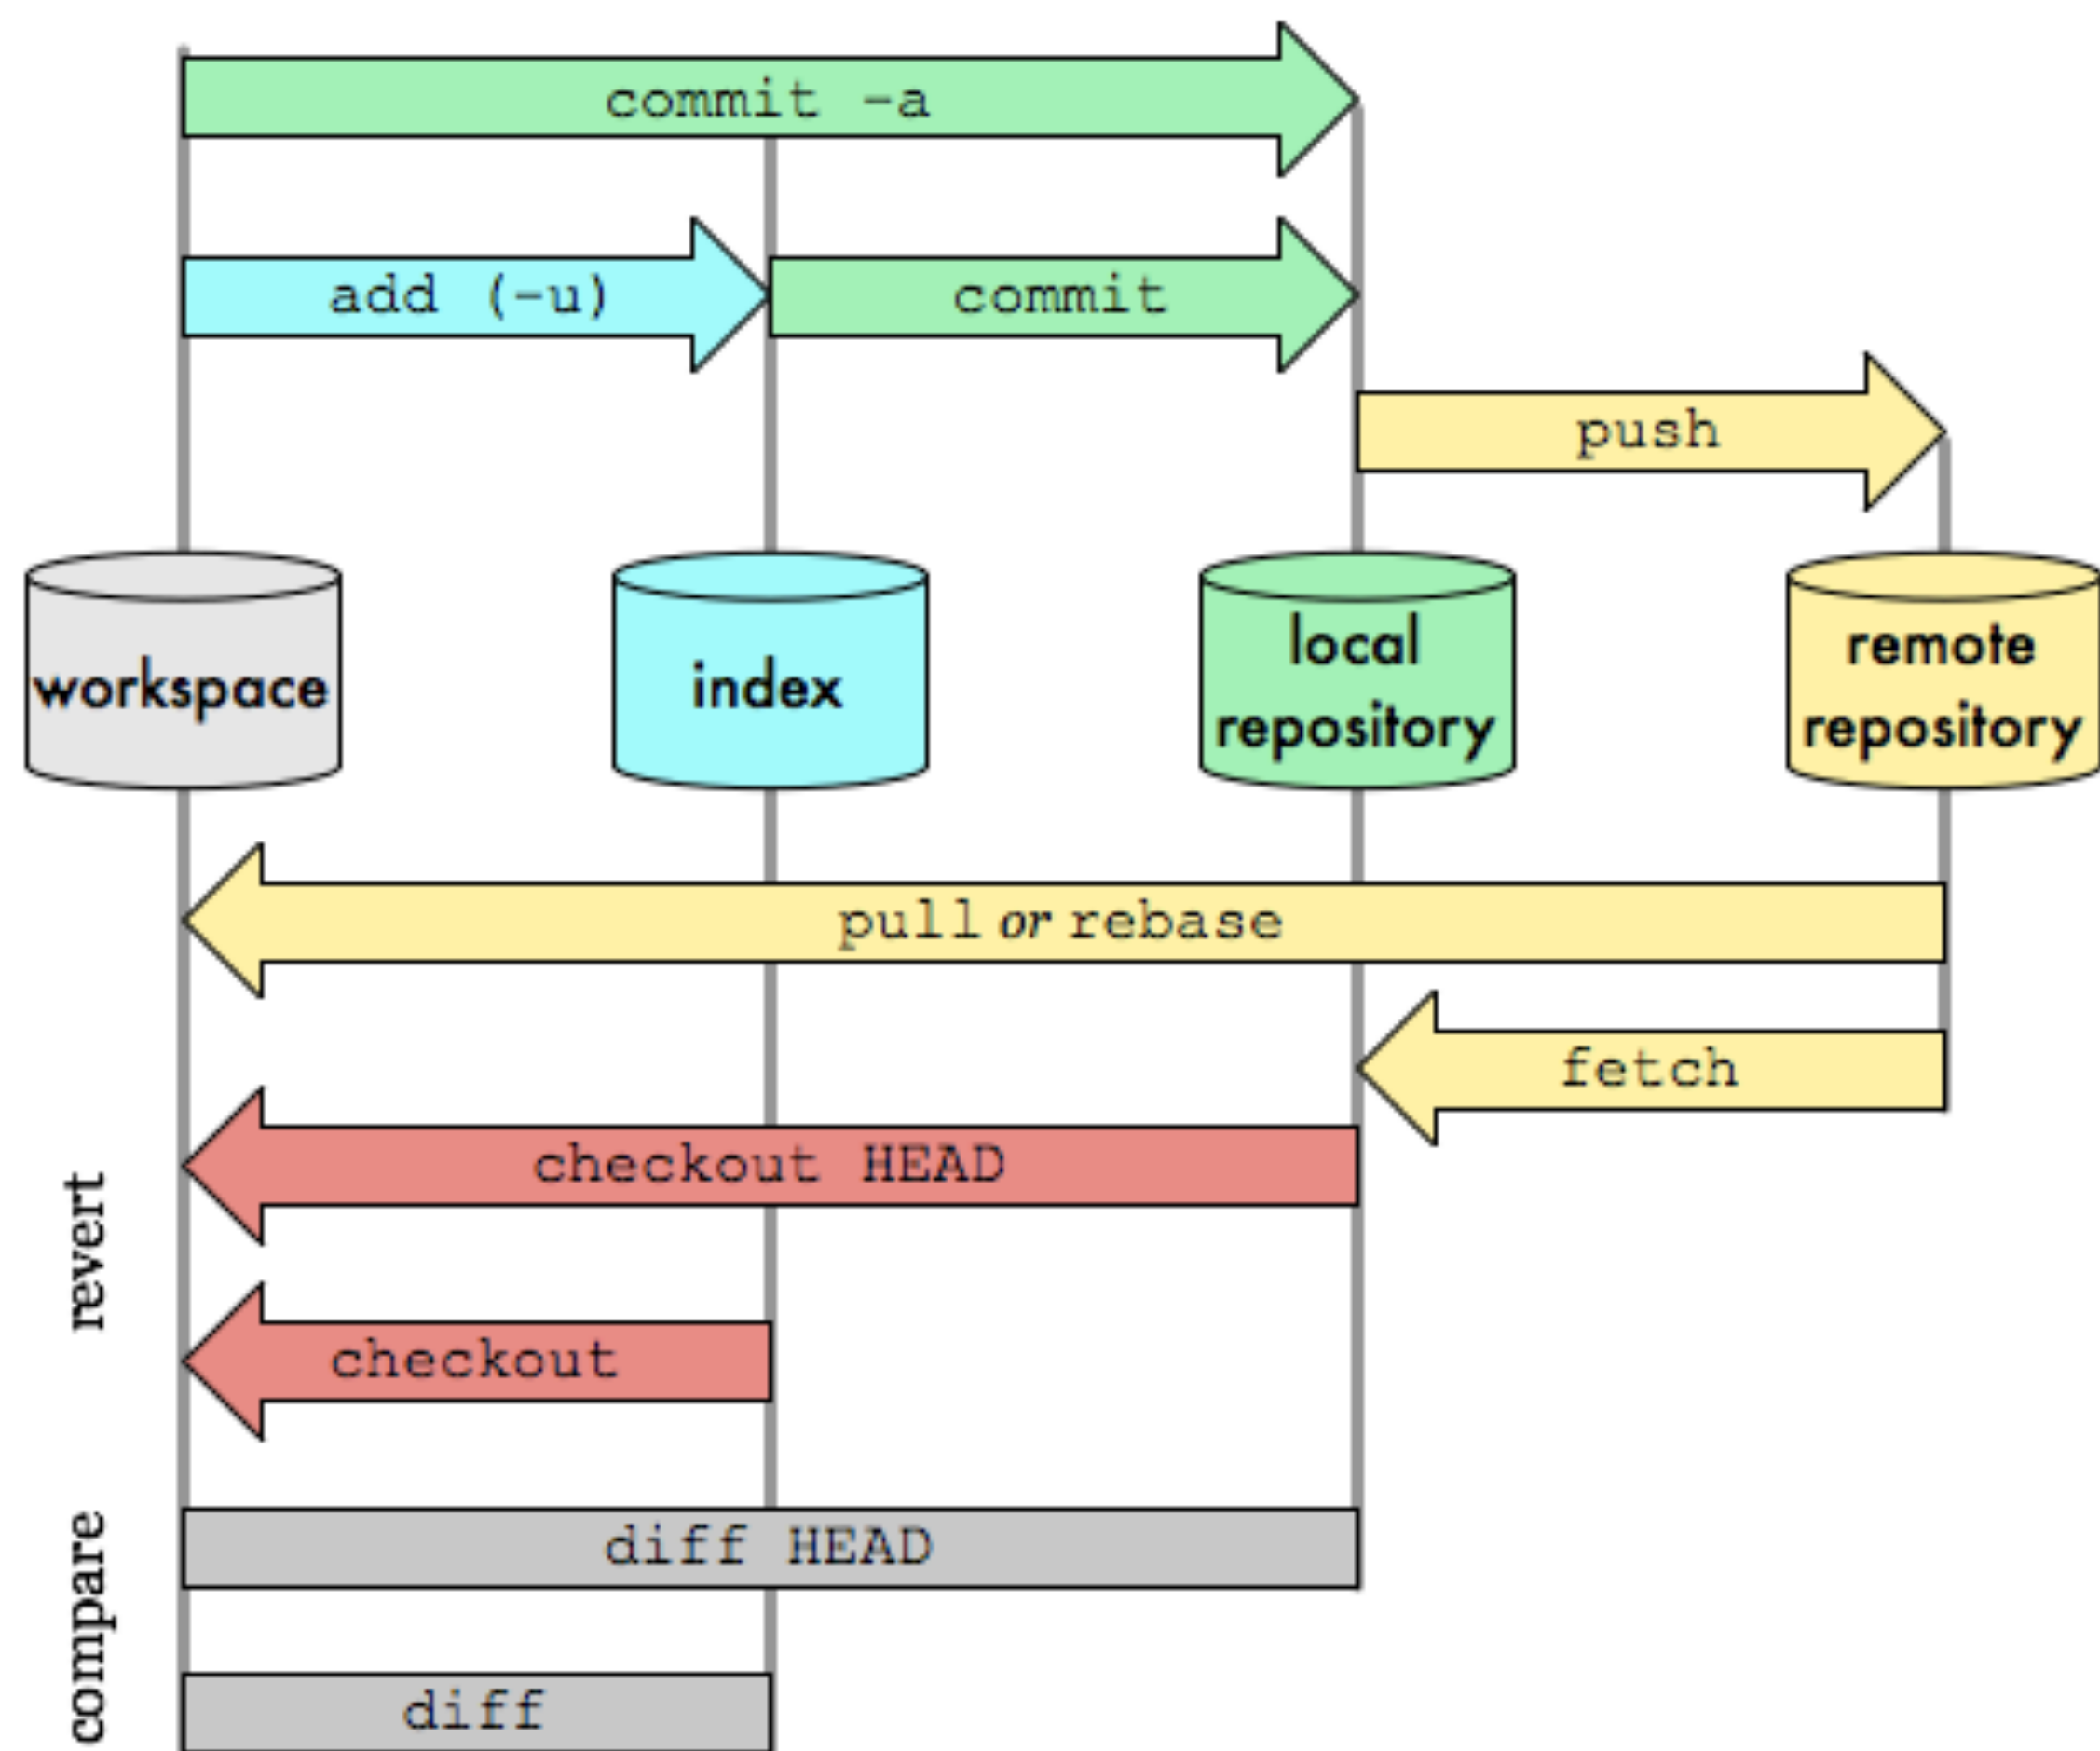 commit -a
add (-u)
commit
push
workspace
index
local
repository
remote
repository
pull or rebase
fetch
revert
checkout HEAD
checkout
compare
diff HEAD
diff